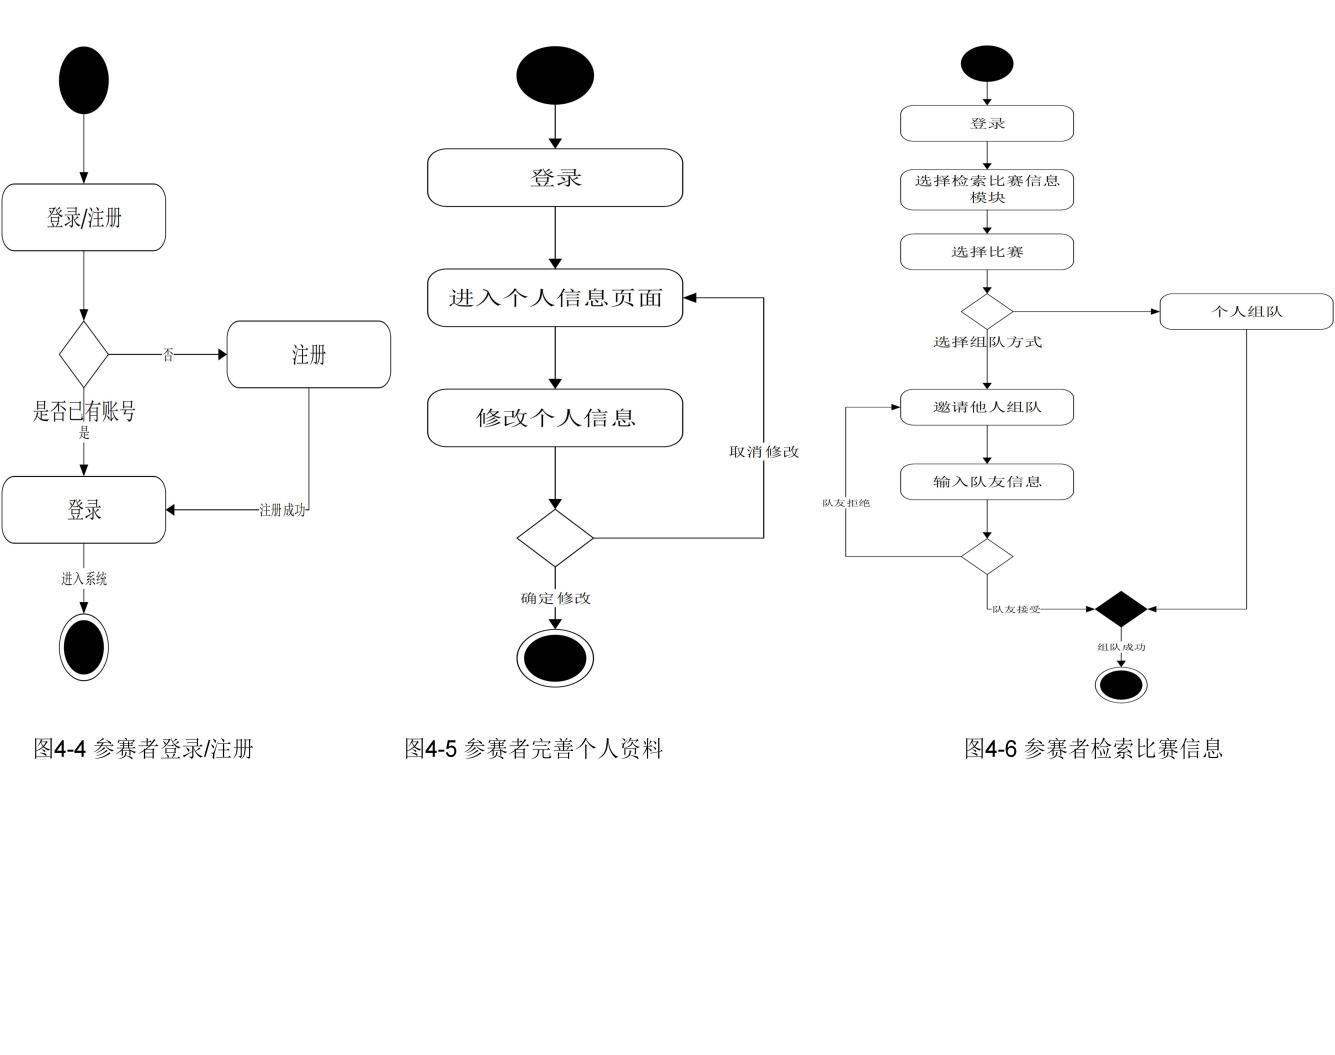 登录/注册
否
注册
是否已有账号
是
登录
注册成功
进入系统
图4-4 参赛者登录/注册
登录
进入个人信息页面
修改个人信息
取消修改
确定修改
图4-5 参赛者完善个人资料
登录
选择检索比赛信息
模块
选择比赛
个人组队
选择组队方式
邀请他人组队
输入队友信息
队友拒绝
队友接受
组队成功
图4-6 参赛者检索比赛信息